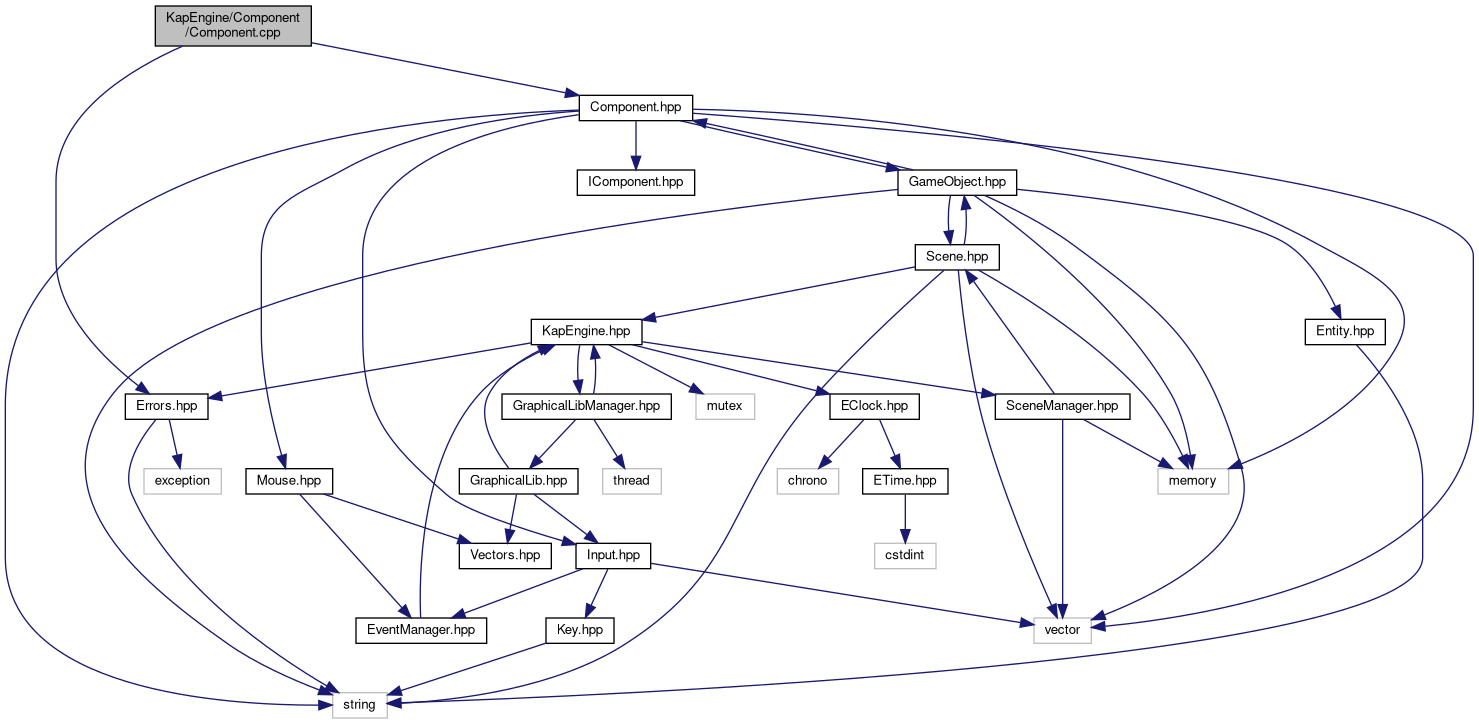 KapEngine/Component
/Component.cpp
Component.hpp
IComponent.hpp
GameObject.hpp
Scene.hpp
KapEngine.hpp
Entity.hpp
Errors.hpp
GraphicalLibManager.hpp
mutex
EClock.hpp
SceneManager.hpp
exception
Mouse.hpp
GraphicalLib.hpp
thread
chrono
ETime.hpp
memory
Vectors.hpp
Input.hpp
cstdint
EventManager.hpp
Key.hpp
vector
string